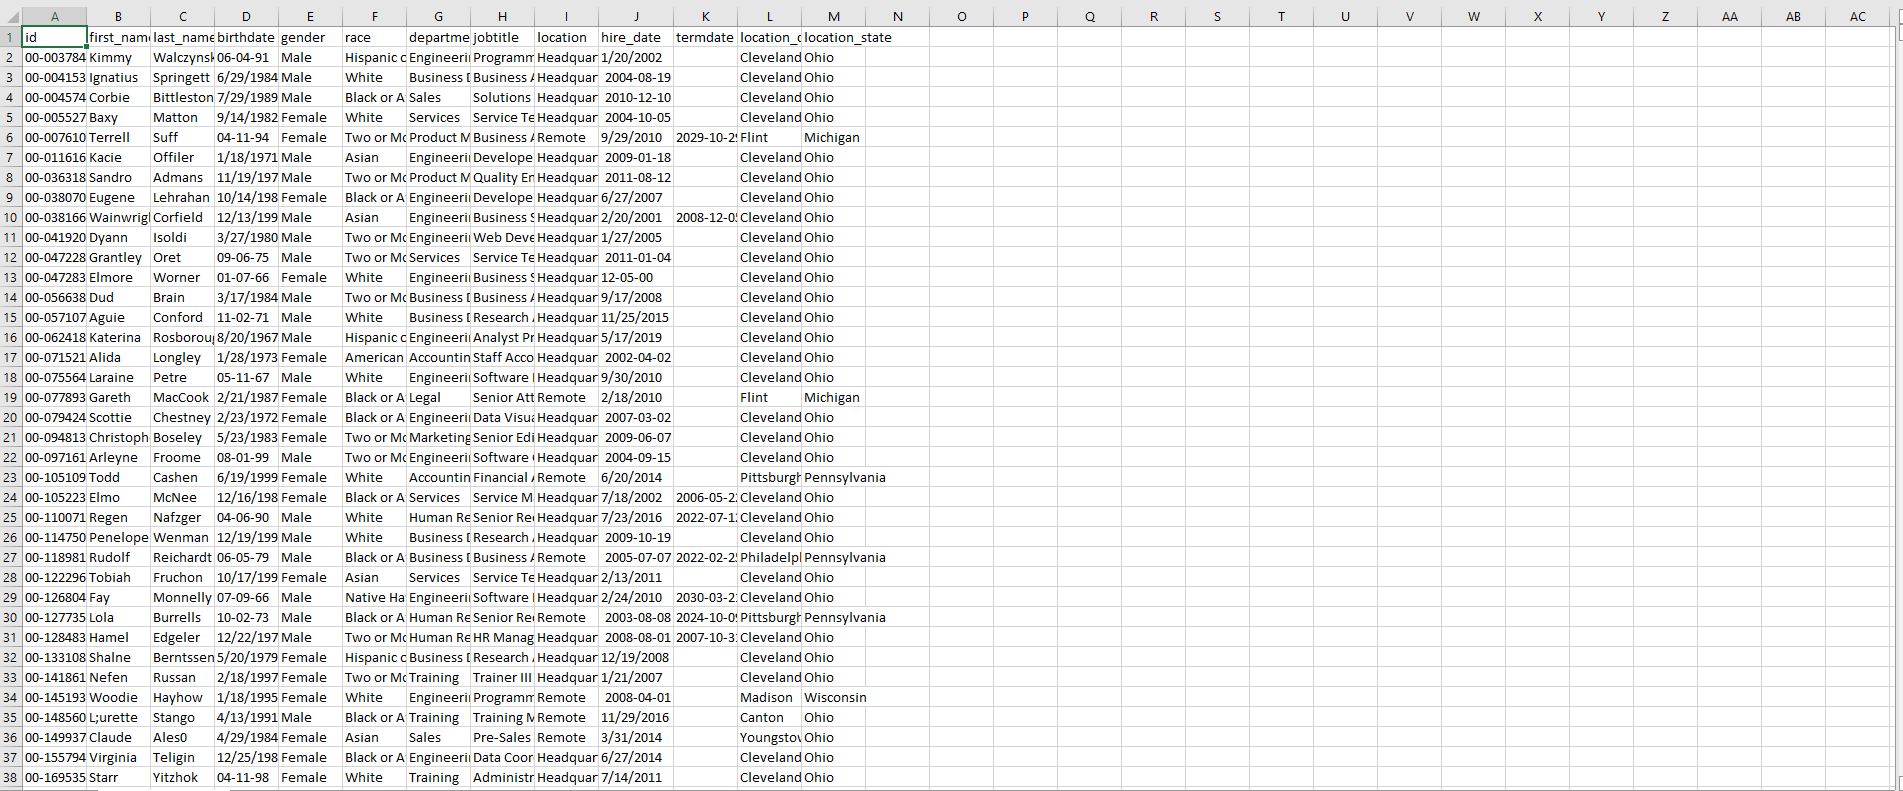 A B C D E F G H I J K L M N O P Q R S T U V W X Y Z AA AB AC
1 id first_name last_name birthdate gender race departme jobtitle location hire_date termdate location_c location_state
2 00-003784 Kimmy Walczynsk 06-04-91 Male Hispanic o Engineeri Programm Headquar 1/20/2002 Cleveland Ohio
3 00-004153 Ignatius Springett 6/29/1984 Male White Business D Business A Headquar 2004-08-19 Cleveland Ohio
4 00-004574 Corbie Bittleston 7/29/1989 Male Black or A Sales Solutions Headquar 2010-12-10 Cleveland Ohio
5 00-005527 Baxy Matton 9/14/1982 Female White Services Service Te Headquar 2004-10-05 Cleveland Ohio
6 00-007610 Terrell Suff 04-11-94 Female Two or Mo Product M Business A Remote 9/29/2010 2029-10-29 Flint Michigan
7 00-011616 Kacie Offiler 1/18/1971 Male Asian Engineeri Develope Headquar 2009-01-18 Cleveland Ohio
8 00-036318 Sandro Admans 11/19/197 Male Two or Mo Product M Quality En Headquar 2011-08-12 Cleveland Ohio
9 00-038070 Eugene Lehrahan 10/14/198 Female Black or A Engineeri Develope Headquar 6/27/2007 Cleveland Ohio
10 00-038166 Wainwrig Corfield 12/13/199 Male Asian Engineeri Business S Headquar 2/20/2001 2008-12-05 Cleveland Ohio
11 00-041920 Dyann Isoldi 3/27/1980 Male Two or Mo Engineeri Web Deve Headquar 1/27/2005 Cleveland Ohio
12 00-047228 Grantley Oret 09-06-75 Male Two or Mo Services Service Te Headquar 2011-01-04 Cleveland Ohio
13 00-047283 Elmore Worner 01-07-66 Female White Engineeri Business S Headquar 12-05-00 Cleveland Ohio
14 00-056638 Dud Brain 3/17/1984 Male Two or Mo Business D Business A Headquar 9/17/2008 Cleveland Ohio
15 00-057107 Aguie Conford 11-02-71 Male White Business D Research A Headquar 11/25/2015 Cleveland Ohio
16 00-062418 Katerina Rosboroug 8/20/1967 Male Hispanic o Engineeri Analyst Pr Headquar 5/17/2019 Cleveland Ohio
17 00-071521 Alida Longley 1/28/1973 Female American Accountin Staff Acco Headquar 2002-04-02 Cleveland Ohio
18 00-075564 Laraine Petre 05-11-67 Male White Engineeri Software Headquar 9/30/2010 Cleveland Ohio
19 00-077893 Gareth MacCook 2/21/1987 Female Black or A Legal Senior Att Remote 2/18/2010 Flint Michigan
20 00-079424 Scottie Chestney 2/23/1972 Female Black or A Engineeri Data Visua Headquar 2007-03-02 Cleveland Ohio
21 00-094813 Christoph Boseley 5/23/1983 Female Two or Mo Marketing Senior Edi Headquar 2009-06-07 Cleveland Ohio
22 00-097161 Arleyne Froome 08-01-99 Male Two or Mo Engineeri Software Headquar 2004-09-15 Cleveland Ohio
23 00-105109 Todd Cashen 6/19/1999 Female White Accountin Financial A Remote 6/20/2014 Pittsburgh Pennsylvania
24 00-105223 Elmo McNee 12/16/198 Female Black or A Services Service M Headquar 7/18/2002 2006-05-22 Cleveland Ohio
25 00-110071 Regen Nafzger 04-06-90 Male White Human Re Senior Rec Headquar 7/23/2016 2022-07-12 Cleveland Ohio
26 00-114750 Penelope Wenman 12/19/199 Male White Business D Research A Headquar 2009-10-19 Cleveland Ohio
27 00-118981 Rudolf Reichardt 06-05-79 Male Black or A Business D Business A Remote 2005-07-07 2022-02-25 Philadelpl Pennsylvania
28 00-122296 Tobiah Fruchon 10/17/199 Female Asian Services Service Te Headquar 2/13/2011 Cleveland Ohio
29 00-126804 Fay Monnelly 07-09-66 Male Native Ha Engineeri Software Headquar 2/24/2010 2030-03-2 Cleveland Ohio
30 00-127735 Lola Burrells 10-02-73 Male Black or A Human Re Senior Rec Remote 2003-08-08 2024-10-09 Pittsburgh Pennsylvania
31 00-128483 Hamel Edgeler 12/22/197 Male Two or Mo Human Re HR Manag Headquar 2008-08-01 2007-10-3 Cleveland Ohio
32 00-133108 Shalne Berntssen 5/20/1979 Female Hispanic o Business D Research A Headquar 12/19/2008 Cleveland Ohio
33 00-141861 Nefen Russan 2/18/1997 Female Two or Mo Training Trainer III Headquar 1/21/2007 Cleveland Ohio
34 00-145193 Woodie Hayhow 1/18/1995 Female White Engineeri Programm Remote 2008-04-01 Madison Wisconsin
35 00-148560 L;urette Stango 4/13/1991 Male Black or A Training Training M Remote 11/29/2016 Canton Ohio
36 00-149937 Claude Ales0 4/29/1984 Female Asian Sales Pre-Sales Remote 3/31/2014 Youngstov Ohio
37 00-155794 Virginia Teligin 12/25/198 Female Black or A Engineeri Data Coor Headquar 6/27/2014 Cleveland Ohio
38 00-169535 Starr Yitzhok 04-11-98 Female White Training Administr Headquar 7/14/2011 Cleveland Ohio